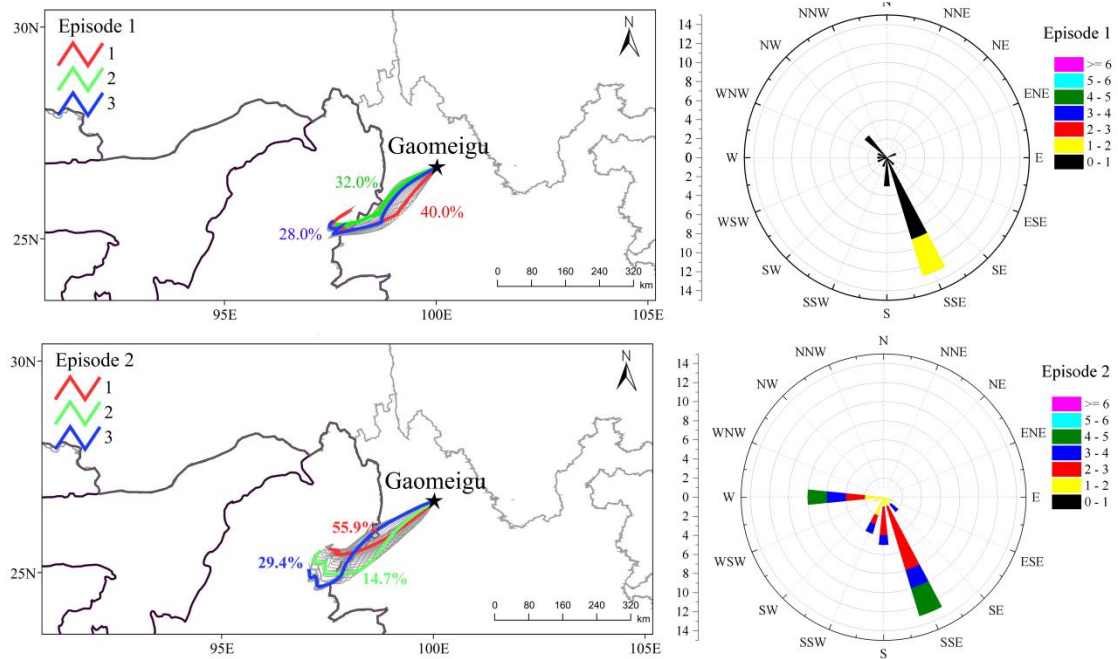 Episode 1
1
2
3
30N
25N
95E
100E
105E
N
Gaomeigu
32.0%
40.0%
28.0%
0 80 160 240 320
km
14
12
10
8
6
4
2
0
2
4
6
8
10
12
14
N
NNE
NE
ENE
E
ESE
SE
SSE
S
SSW
SW
WSW
W
WNW
NW
NNW
Episode 1
>= 6
5 - 6
4 - 5
3 - 4
2 - 3
1 - 2
0 - 1
Episode 2
1
2
3
30N
25N
95E
100E
105E
N
Gaomeigu
55.9%
29.4%
14.7%
0 80 160 240 320
km
14
12
10
8
6
4
2
0
2
4
6
8
10
12
14
N
NNE
NE
ENE
E
ESE
SE
SSE
S
SSW
SW
WSW
W
WNW
NW
NNW
Episode 2
>= 6
5 - 6
4 - 5
3 - 4
2 - 3
1 - 2
0 - 1